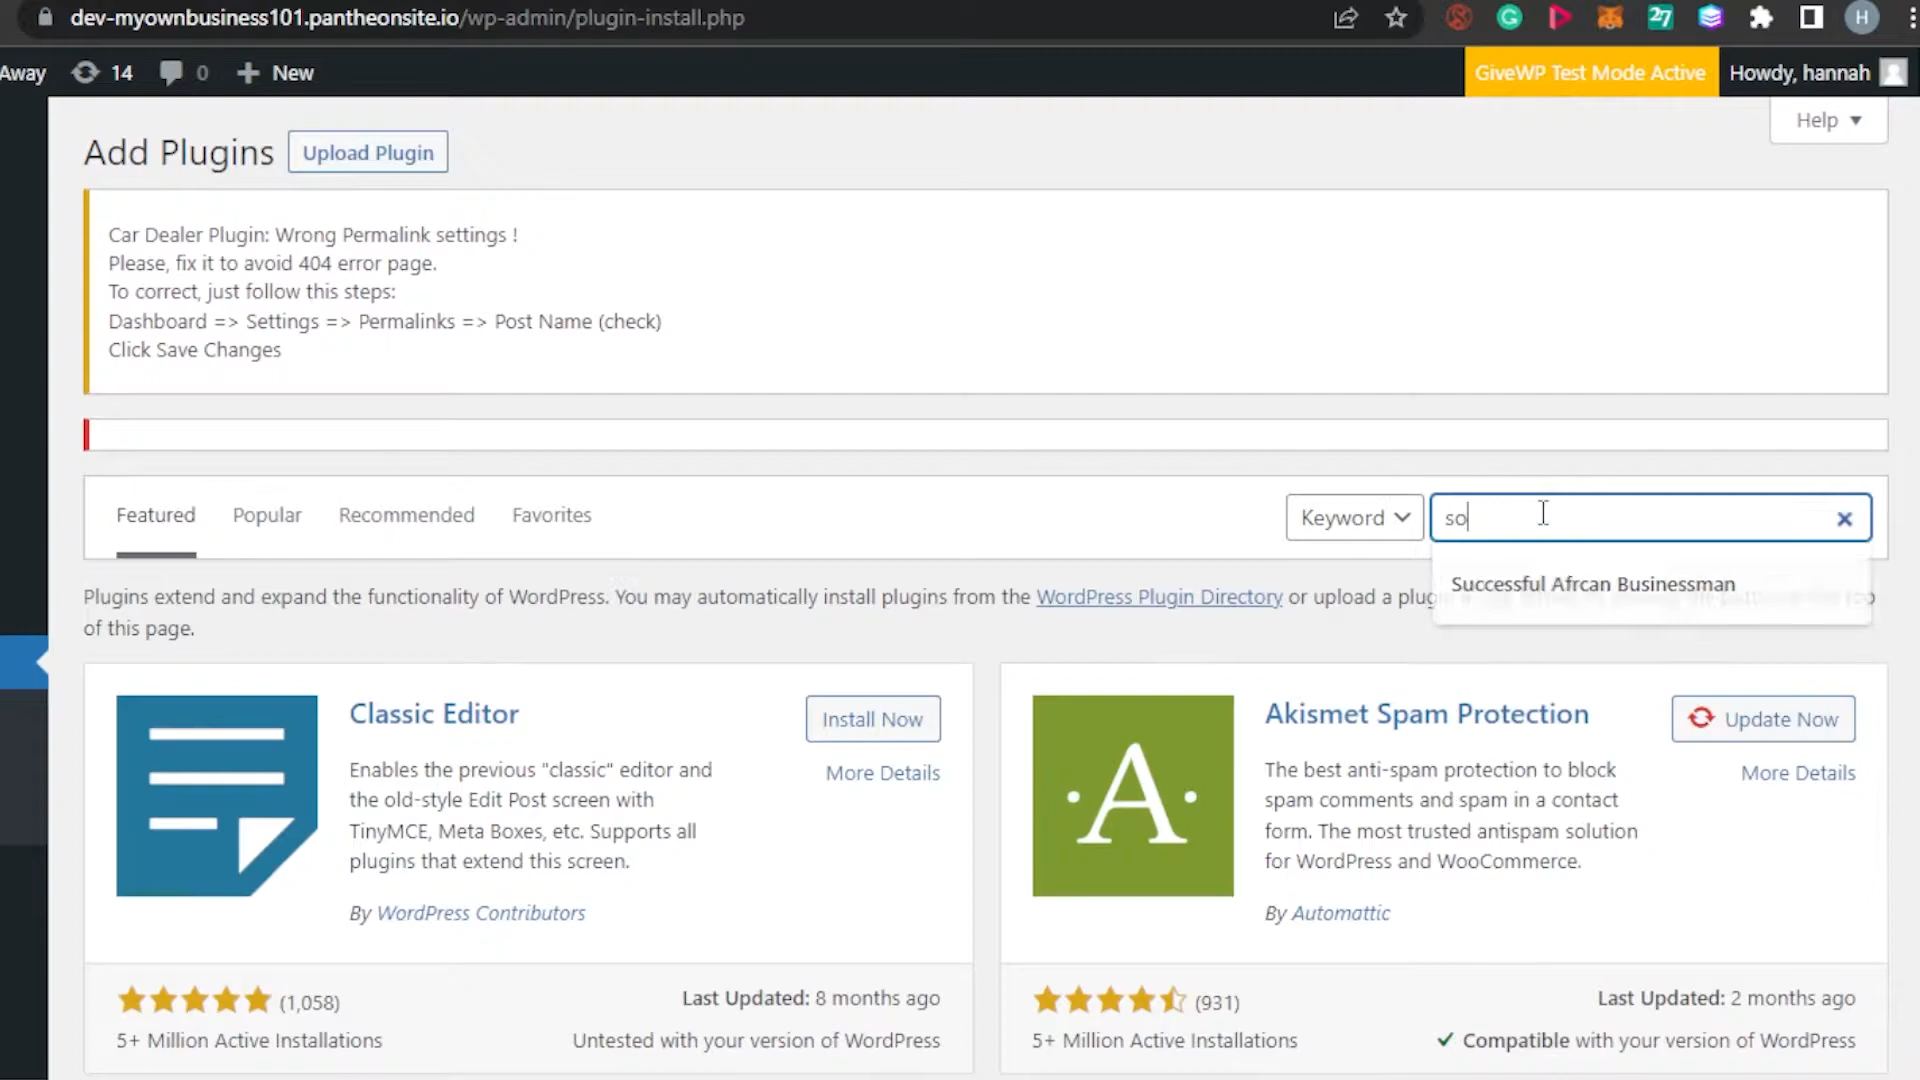 dev-myownbusiness101.pantheonsite.io/wp-admin/plugin-install.php
27
H
Away 14 0 New
GiveWP Test Mode Active Howdy, hannah
Help
Add Plugins Upload Plugin
Car Dealer Plugin: Wrong Permalink settings !
Please, fix it to avoid 404 error page.
To correct, just follow this steps:
Dashboard => Settings => Permalinks => Post Name (check)
Click Save Changes
Featured Popular Recommended Favorites Keyword so
Successful Afrcan Businessman
Plugins extend and expand the functionality of WordPress. You may automatically install plugins from the WordPress Plugin Directory or upload a plug
of this page.
Classic Editor
Install Now
More Details
Enables the previous "classic" editor and
the old-style Edit Post screen with
TinyMCE, Meta Boxes, etc. Supports all
plugins that extend this screen.
By WordPress Contributors
(1,058)
Last Updated: 8 months ago
5+ Million Active Installations
Untested with your version of WordPress
A
Akismet Spam Protection
Update Now
More Details
The best anti-spam protection to block
spam comments and spam in a contact
form. The most trusted antispam solution
for WordPress and WooCommerce.
By Automattic
(931)
Last Updated: 2 months ago
5+ Million Active Installations
Compatible with your version of WordPress